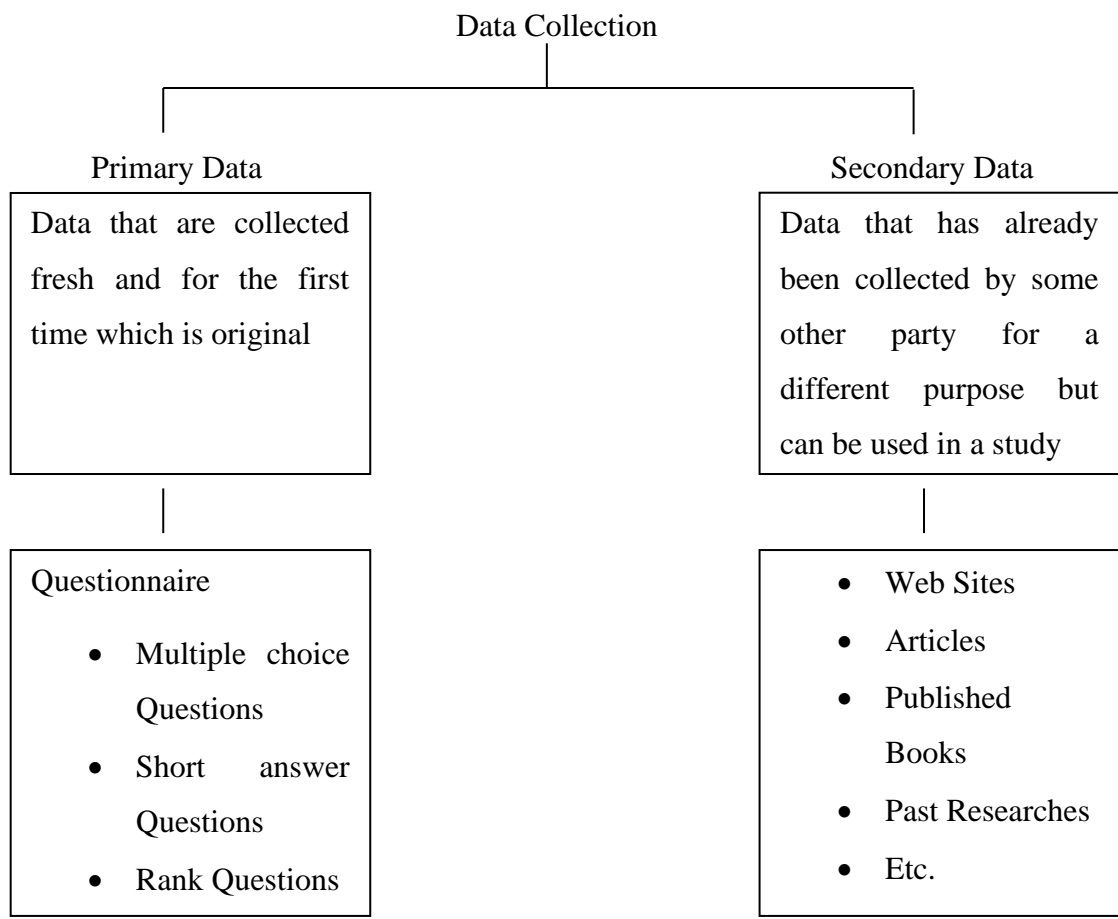 Data Collection
Primary Data
Data that are collected
fresh and for the first
time which is original
Questionnaire
• Multiple choice
Questions
• Short answer
Questions
• Rank Questions
Secondary Data
Data that has already
been collected by some
other party for a
different purpose but
can be used in a study
• Web Sites
• Articles
• Published
Books
• Past Researches
• Etc.